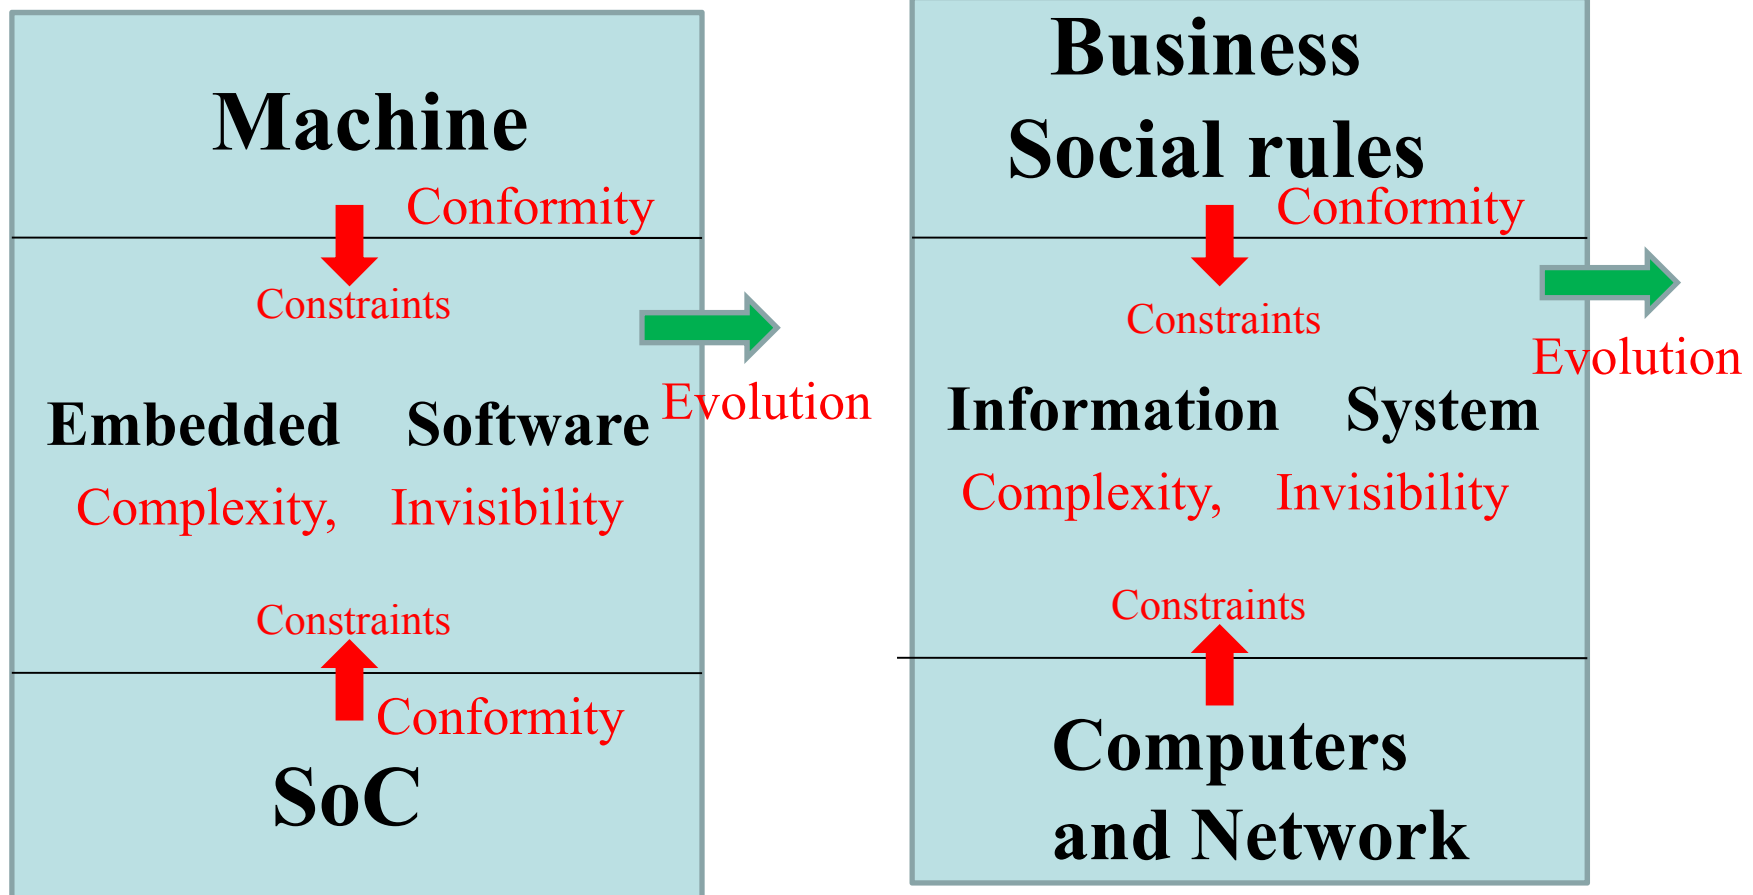 Machine
Conformity
Constraints
Evolution
Embedded Software
Complexity, Invisibility
Constraints
Conformity
SoC
Business
Social rules
Conformity
Constraints
Evolution
Information System
Complexity, Invisibility
Constraints
Computers
and Network